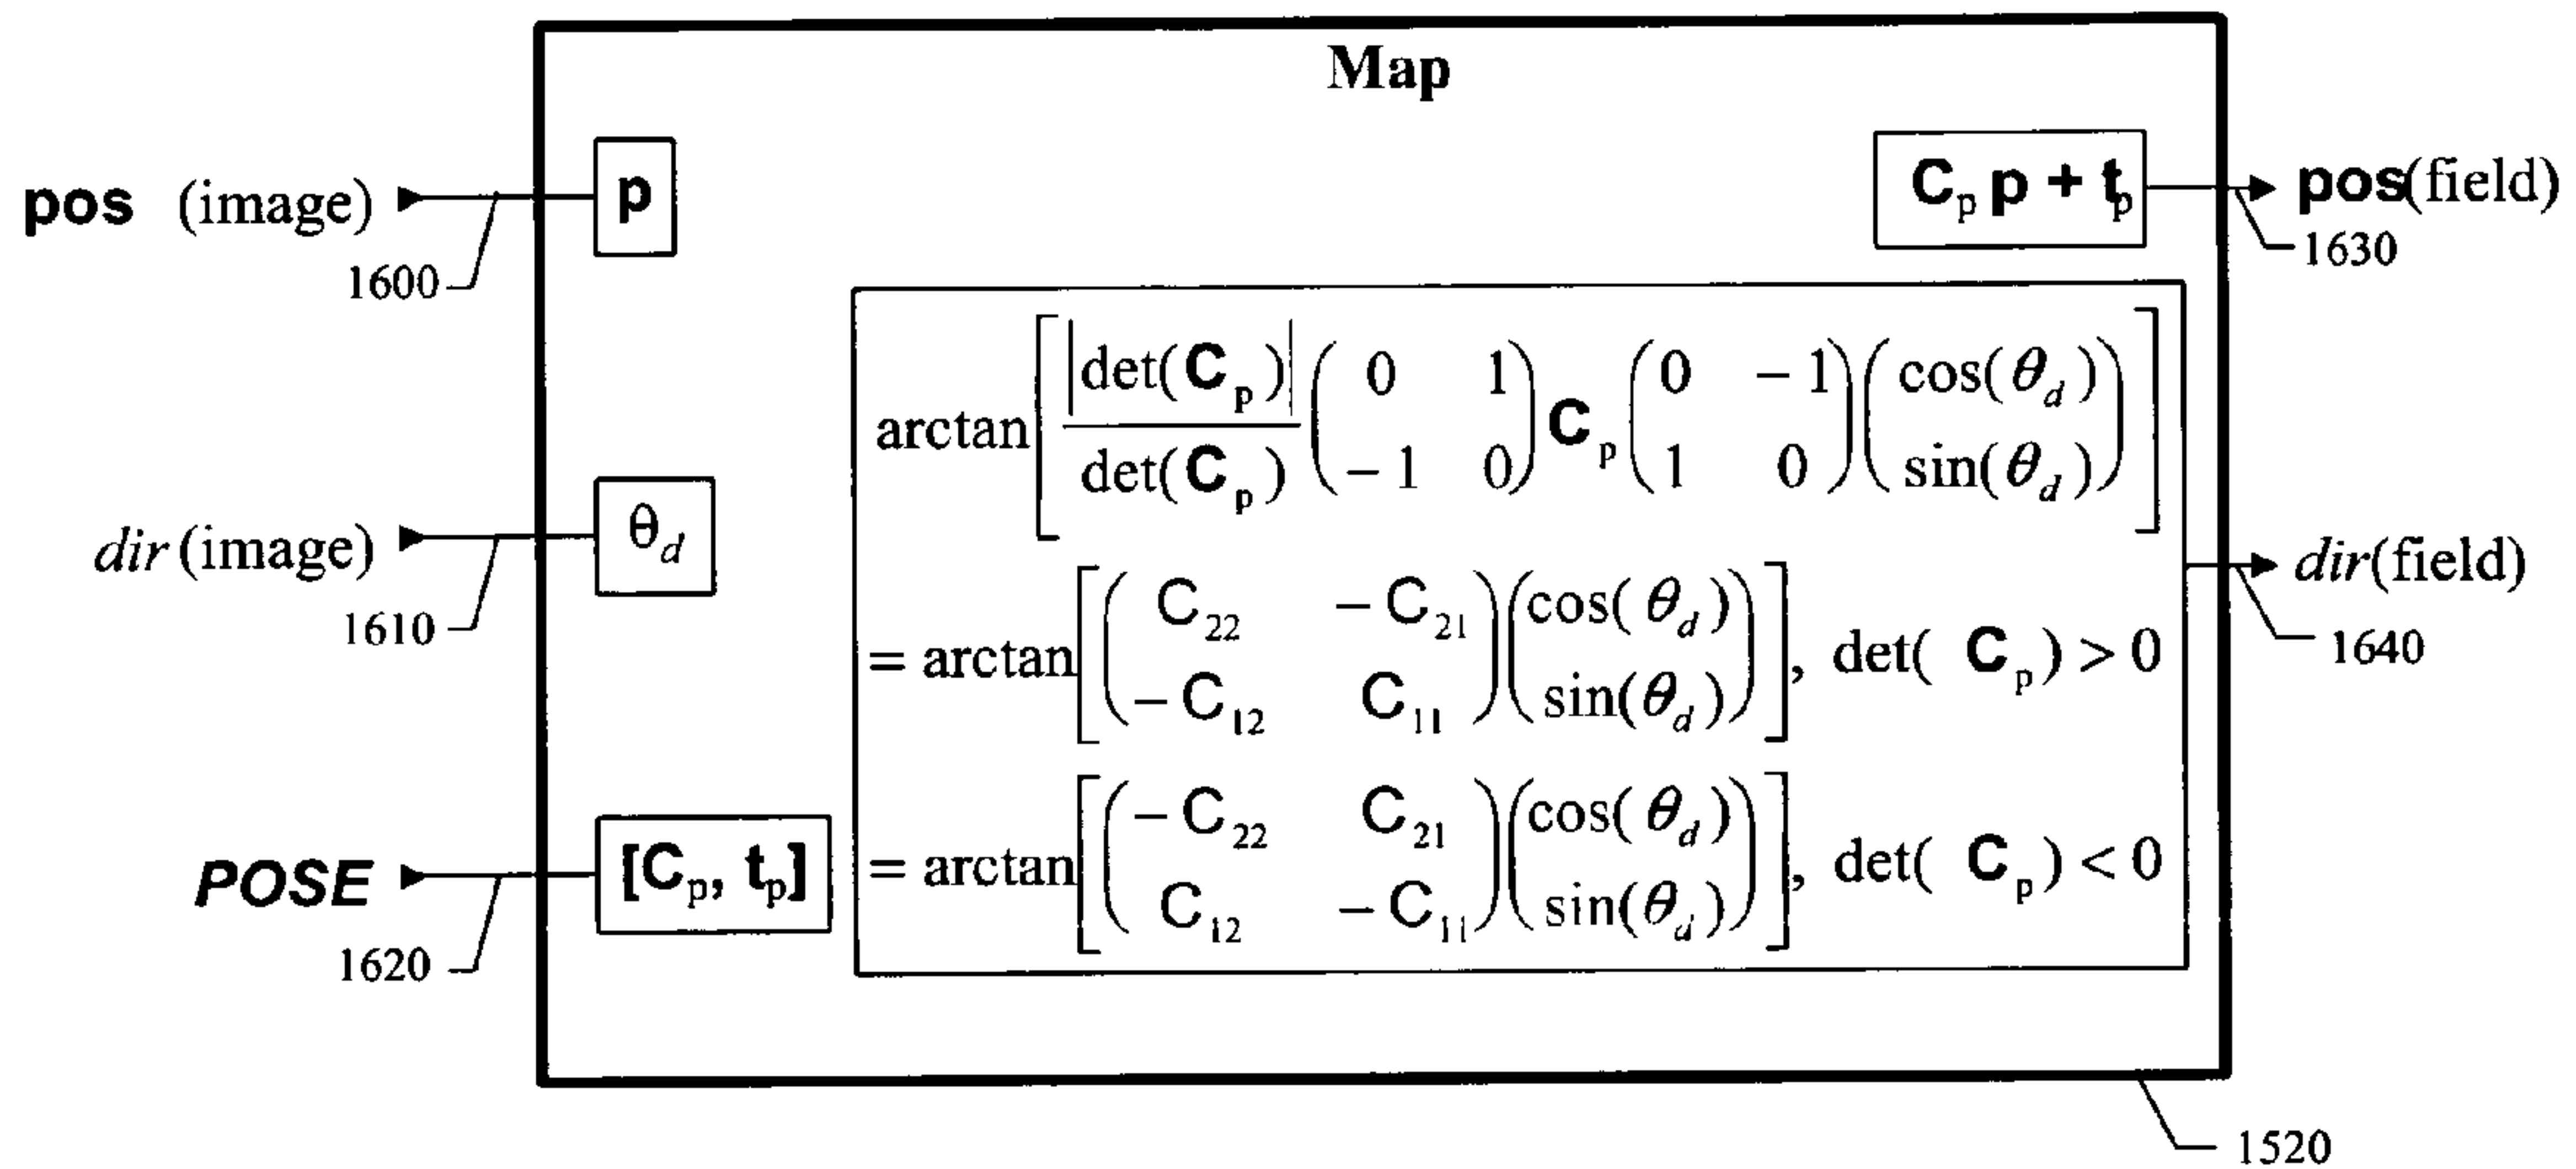 Map
pos (image)
1600
p
C_p p + t_p
pos(field)
1630
arctan[ |det(C_p)| / det(C_p) ( 0 1 ; -1 0 ) C_p ( 0 -1 ; 1 0 ) ( cos(θ_d) ; sin(θ_d) ) ]
dir(image)
1610
θ_d
= arctan[ ( C_22 -C_21 ; -C_12 C_11 ) ( cos(θ_d) ; sin(θ_d) ) ], det( C_p ) > 0
dir(field)
1640
POSE
1620
[C_p, t_p]
= arctan[ ( -C_22 C_21 ; C_12 -C_11 ) ( cos(θ_d) ; sin(θ_d) ) ], det( C_p ) < 0
1520